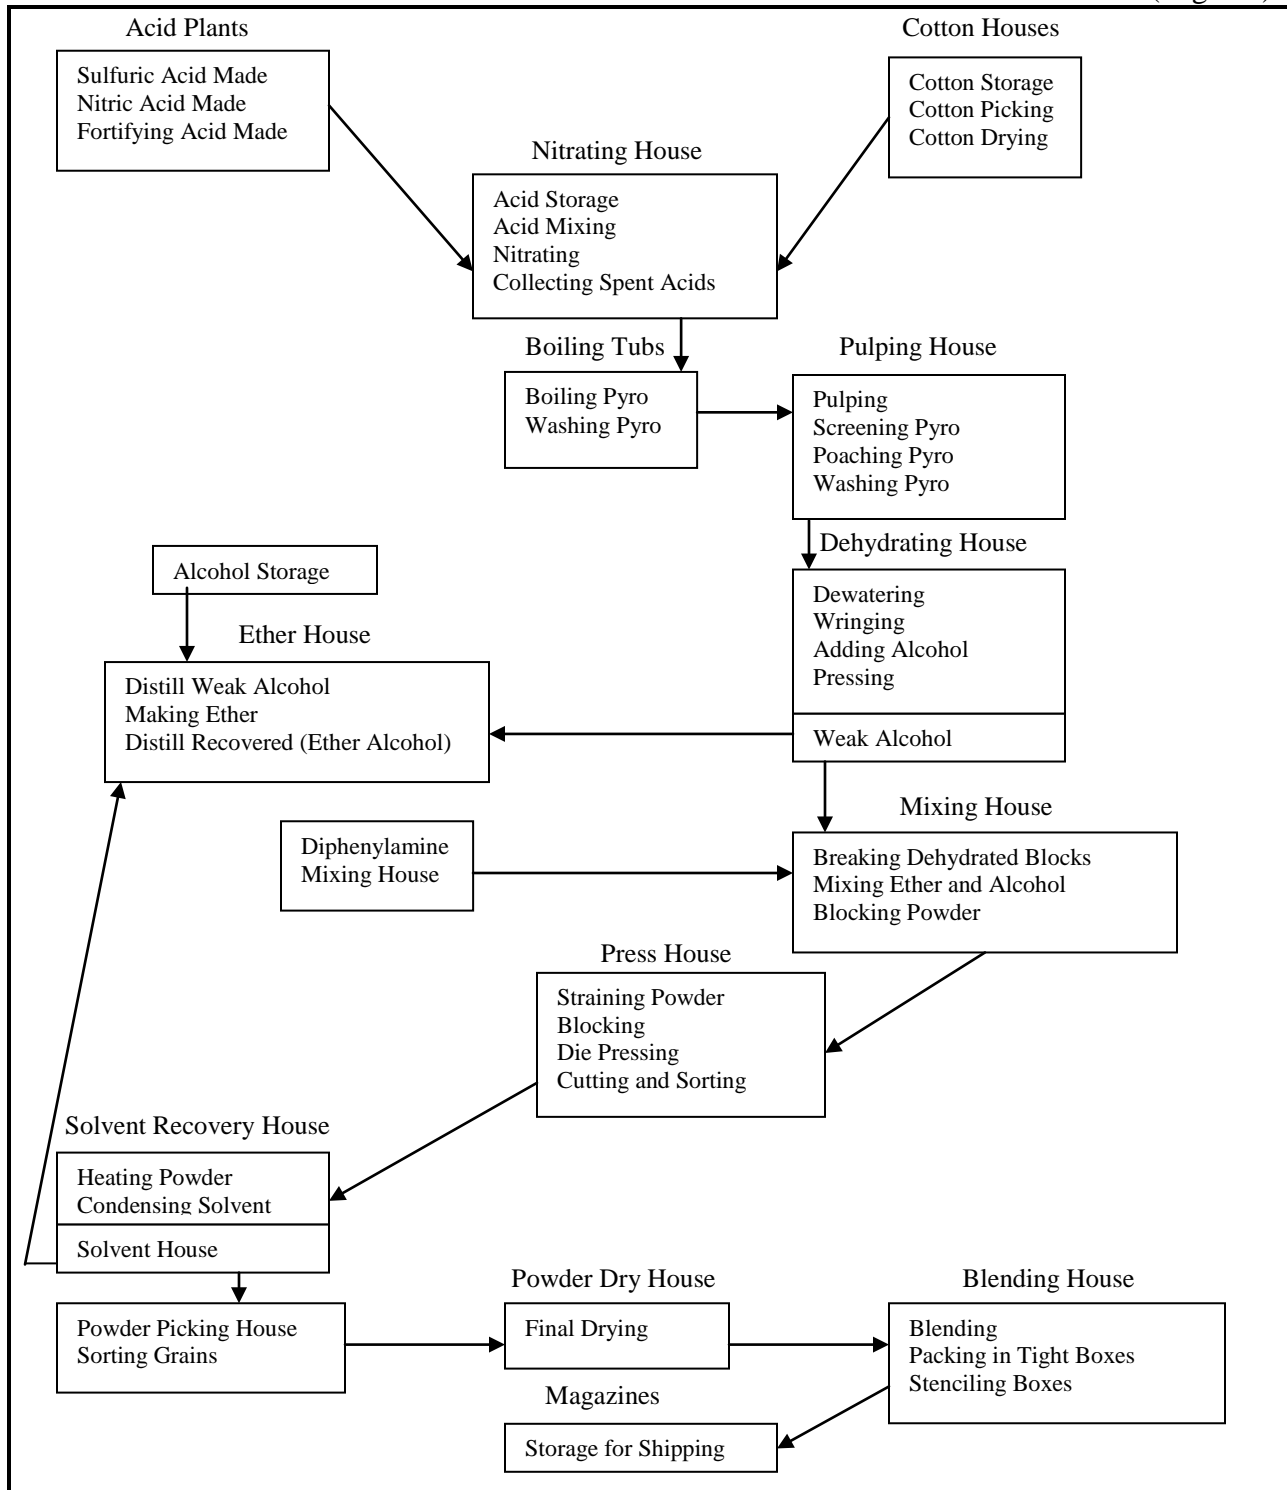 Acid Plants
Cotton Houses
Sulfuric Acid Made
Nitric Acid Made
Fortifying Acid Made
Cotton Storage
Cotton Picking
Cotton Drying
Nitrating House
Acid Storage
Acid Mixing
Nitrating
Collecting Spent Acids
Boiling Tubs
Pulping House
Boiling Pyro
Washing Pyro
Pulping
Screening Pyro
Poaching Pyro
Washing Pyro
Dehydrating House
Alcohol Storage
Dewatering
Wringing
Adding Alcohol
Pressing
Weak Alcohol
Ether House
Distill Weak Alcohol
Making Ether
Distill Recovered (Ether Alcohol)
Mixing House
Diphenylamine
Mixing House
Breaking Dehydrated Blocks
Mixing Ether and Alcohol
Blocking Powder
Press House
Straining Powder
Blocking
Die Pressing
Cutting and Sorting
Solvent Recovery House
Heating Powder
Condensing Solvent
Solvent House
Powder Dry House
Blending House
Powder Picking House
Sorting Grains
Final Drying
Blending
Packing in Tight Boxes
Stenciling Boxes
Magazines
Storage for Shipping